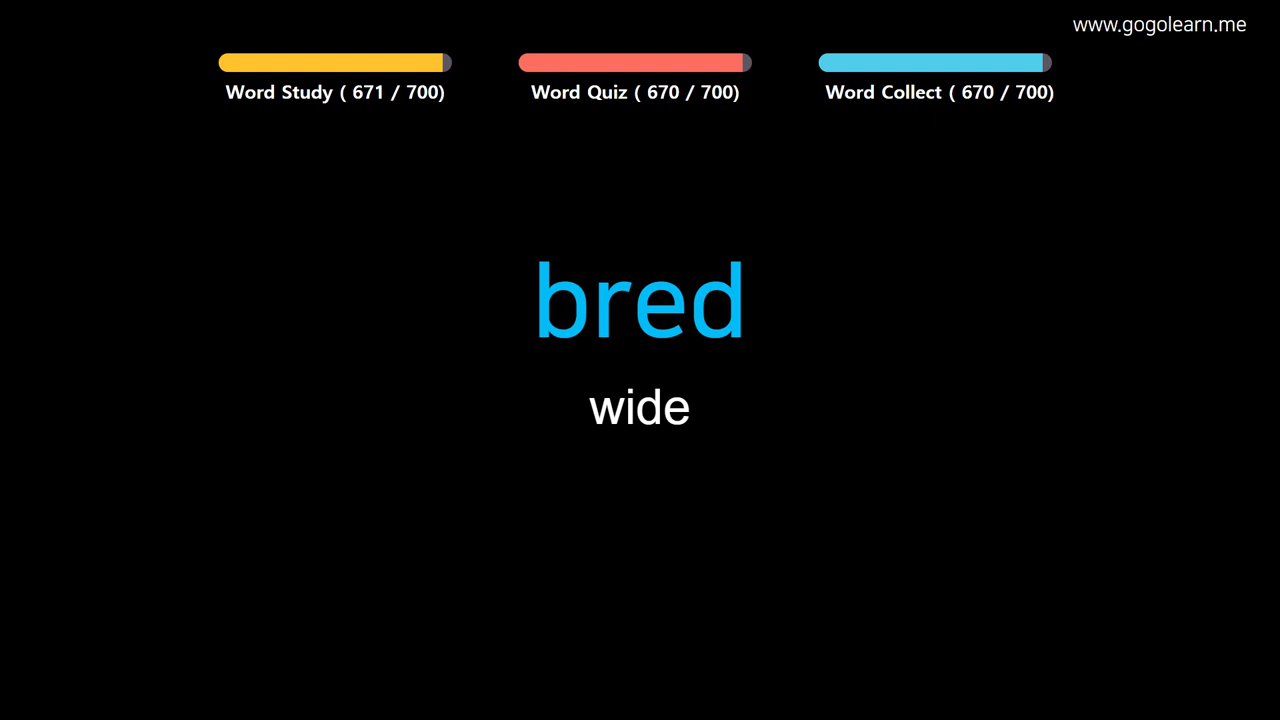 www.gogolearn.me
Word Study ( 671 / 700)
Word Quiz ( 670 / 700)
Word Collect ( 670 / 700)
bred
wide